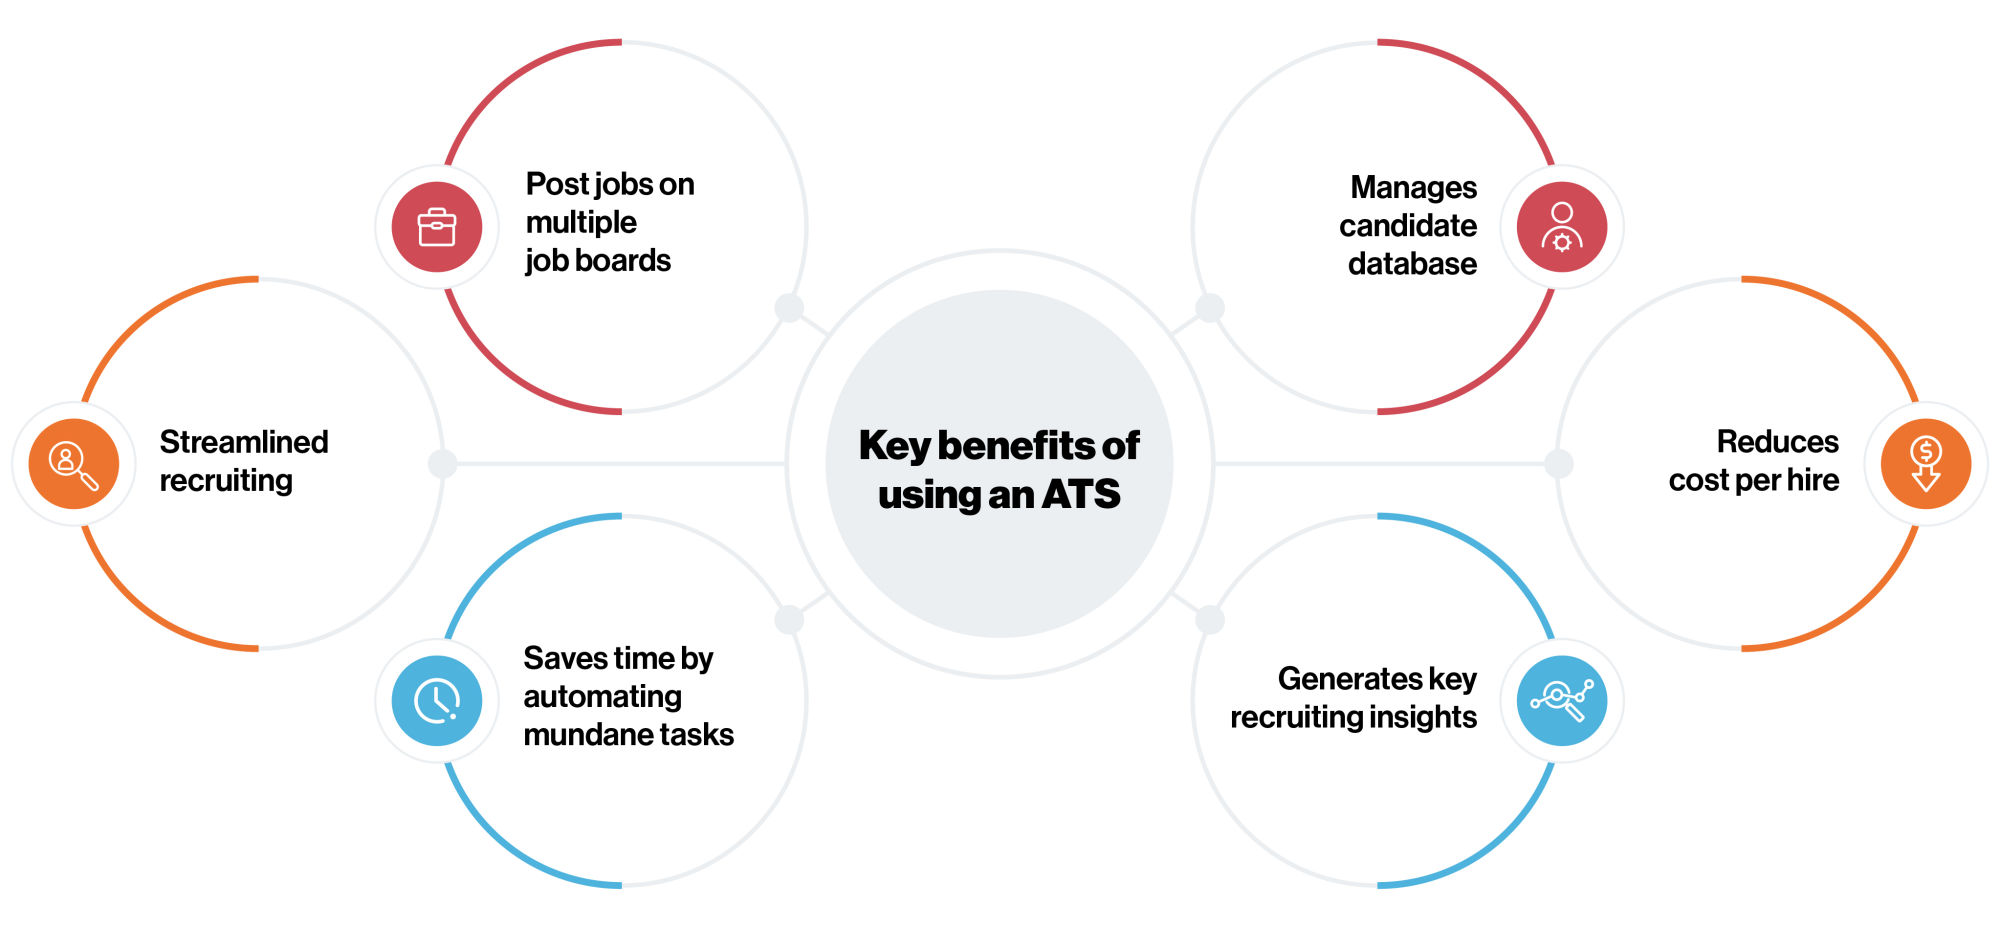 Post jobs on
multiple
job boards
Manages
candidate
database
Streamlined
recruiting
Key benefits of
using an ATS
Reduces
cost per hire
Saves time by
automating
mundane tasks
Generates key
recruiting insights
$